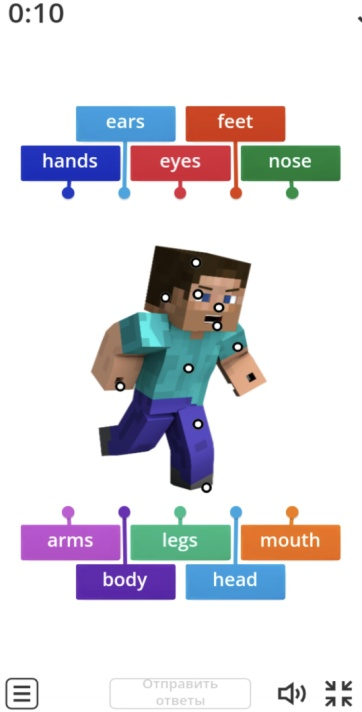 0:10
ears
feet
hands
eyes
nose
arms
legs
mouth
body
head
Отправить
ответы